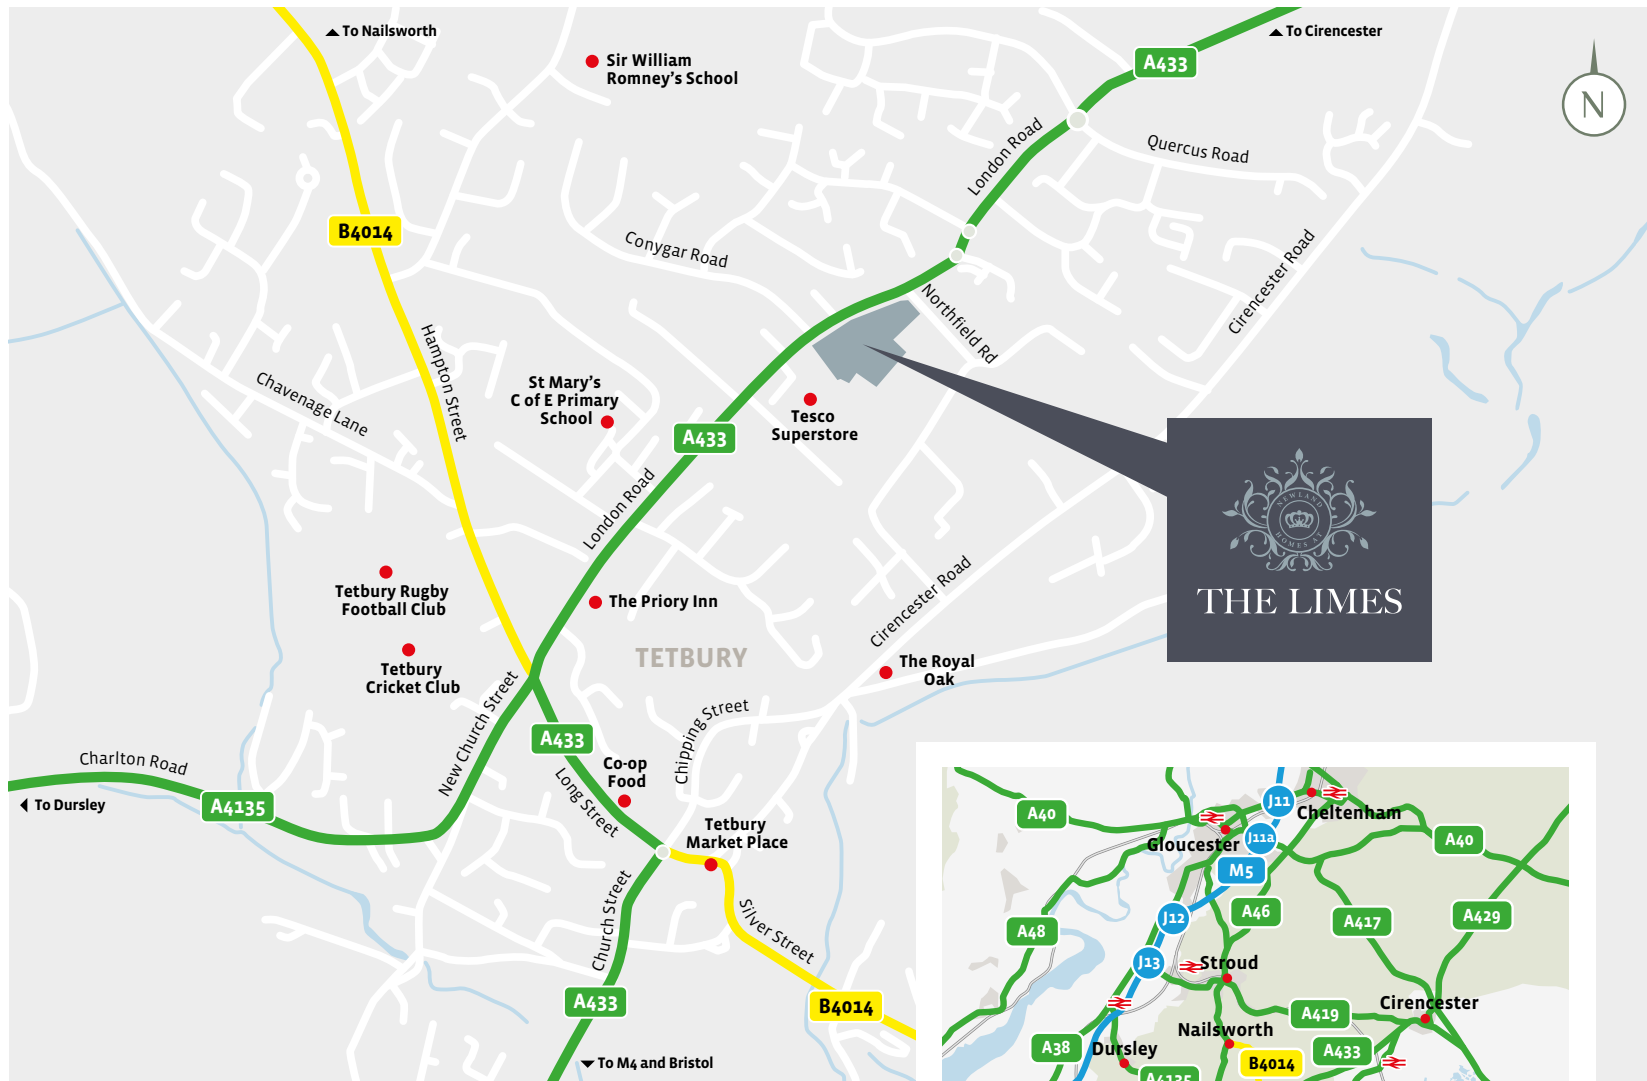 To Nailsworth
Sir William
Romney's School
To Cirencester
A433
N
London Road
Quercus Road
B4014
Conygar Road
Cirencester Road
Northfield Rd
Hampton Street
Chavenage Lane
St Mary's
C of E Primary
School
Tesco
Superstore
A433
London Road
NEWLAND
HOMES AT
THE LIMES
Tetbury Rugby
Football Club
The Priory Inn
Cirencester Road
TETBURY
Tetbury
Cricket Club
The Royal
Oak
New Church Street
Chipping Street
A433
Charlton Road
Co-op
Food
Long Street
To Dursley
A4135
Tetbury
Market Place
Church Street
Silver Street
A433
B4014
To M4 and Bristol
J11
Cheltenham
A40
Gloucester
J11a
A40
M5
A46
J12
A417
A429
A48
J13
Stroud
Cirencester
A419
Nailsworth
A38
Dursley
B4014
A433
A4135